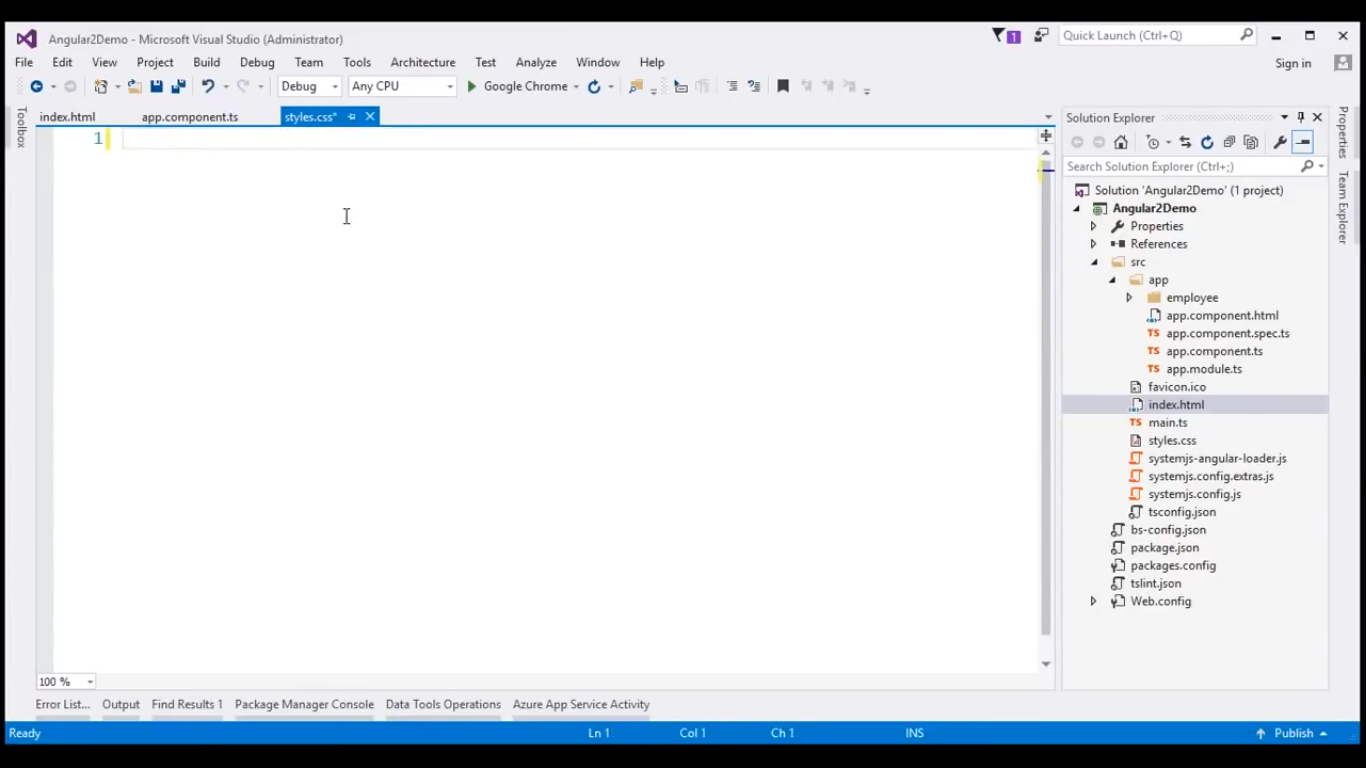 Angular2Demo - Microsoft Visual Studio (Administrator)
1
Quick Launch (Ctrl+Q)
File Edit View Project Build Debug Team Tools Architecture Test Analyze Window Help
Sign in
Debug Any CPU Google Chrome
Toolbox
index.html app.component.ts styles.css*
1
Solution Explorer
Search Solution Explorer (Ctrl+;)
Solution 'Angular2Demo' (1 project)
Angular2Demo
Properties
References
src
app
employee
app.component.html
TS app.component.spec.ts
TS app.component.ts
TS app.module.ts
favicon.ico
index.html
TS main.ts
styles.css
systemjs-angular-loader.js
systemjs.config.extras.js
systemjs.config.js
tsconfig.json
bs-config.json
package.json
packages.config
tslint.json
Web.config
Properties
Team Explorer
100 %
Error List... Output Find Results 1 Package Manager Console Data Tools Operations Azure App Service Activity
Ready Ln 1 Col 1 Ch 1 INS Publish